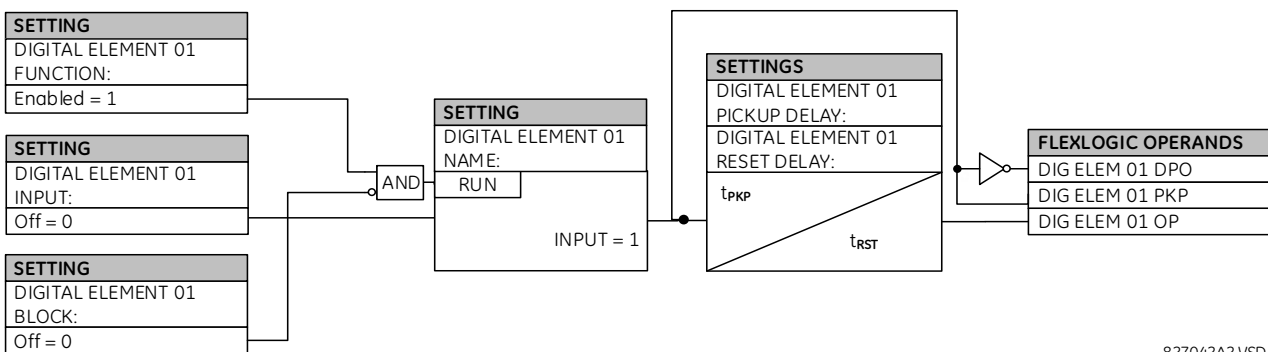 SETTING
DIGITAL ELEMENT 01
FUNCTION:
Enabled = 1
SETTING
DIGITAL ELEMENT 01
INPUT:
Off = 0
SETTING
DIGITAL ELEMENT 01
BLOCK:
Off = 0
AND
SETTING
DIGITAL ELEMENT 01
NAME:
RUN
INPUT = 1
SETTINGS
DIGITAL ELEMENT 01
PICKUP DELAY:
DIGITAL ELEMENT 01
RESET DELAY:
tPKP
tRST
FLEXLOGIC OPERANDS
DIG ELEM 01 DPO
DIG ELEM 01 PKP
DIG ELEM 01 OP
827042A2.VSD